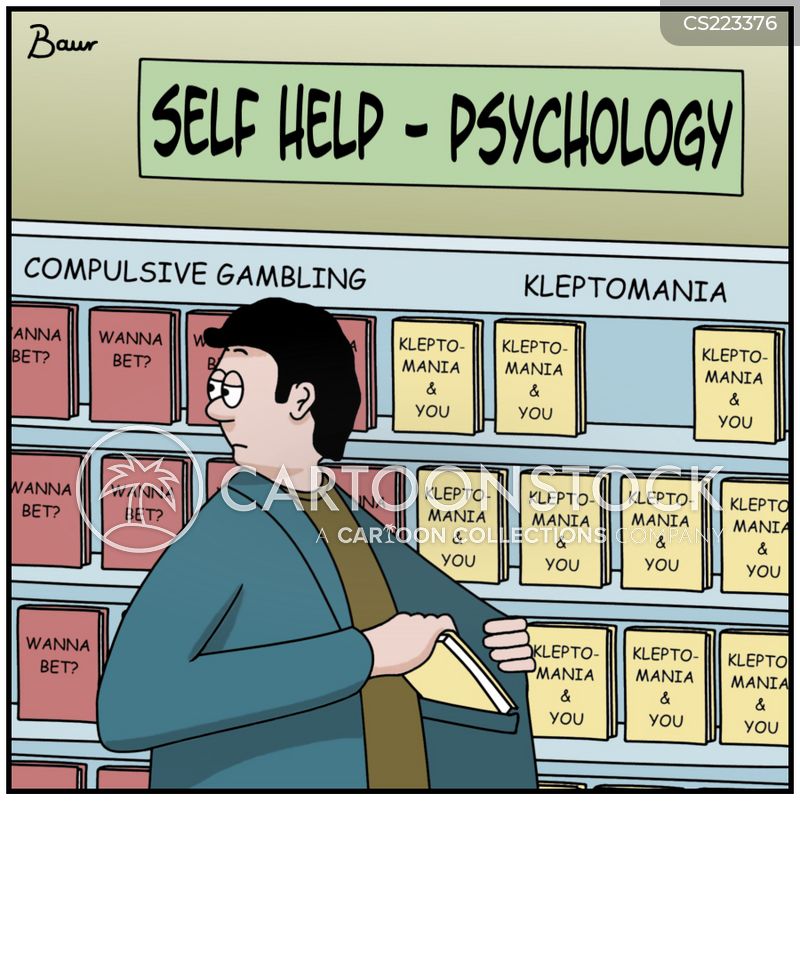 CS223376
Baur
SELF HELP - PSYCHOLOGY
COMPULSIVE GAMBLING
KLEPTOMANIA
ANNA
BET?
WANNA
BET?
W
B
A
KLEPTO-
MANIA
&
YOU
KLEPTO-
MANIA
&
YOU
KLEPTO-
MANIA
&
YOU
WANNA
BET?
WANNA
BET?
NNA
KLEPTO-
MANIA
&
YOU
KLEPTO-
MANIA
&
YOU
KLEPTO-
MANIA
&
YOU
KLEPTO
MANIA
&
YOU
CARTOONSTOCK
A CARTOON COLLECTIONS COMPANY
WANNA
BET?
KLEPTO-
MANIA
&
YOU
KLEPTO-
MANIA
&
YOU
KLEPTO
MANIA
&
YOU